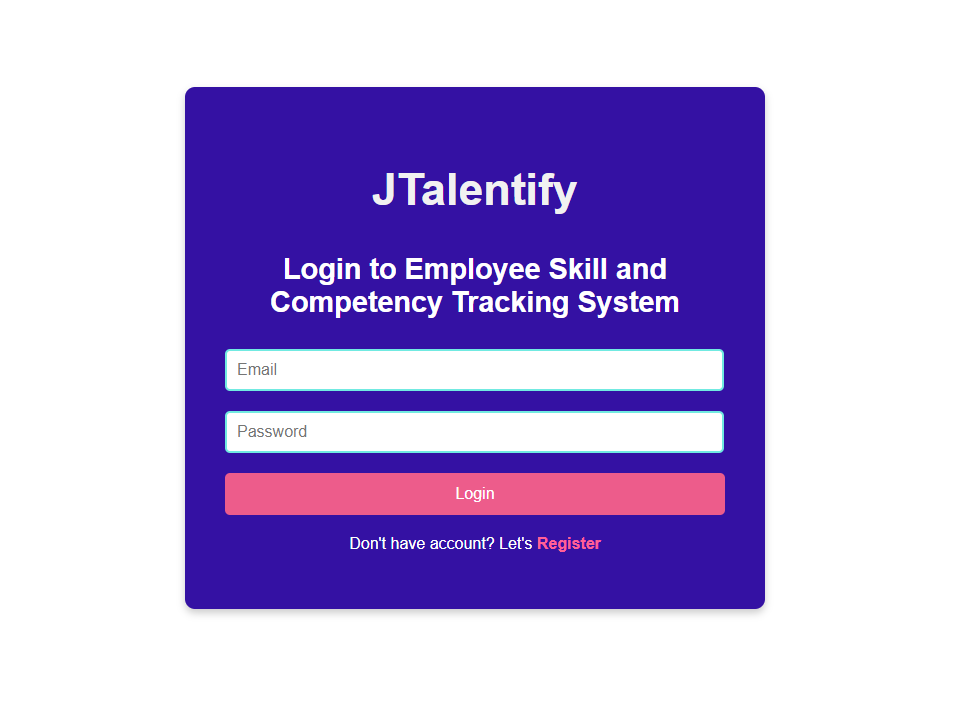 JTalentify
Login to Employee Skill and
Competency Tracking System
Email
Password
Login
Don't have account? Let's Register